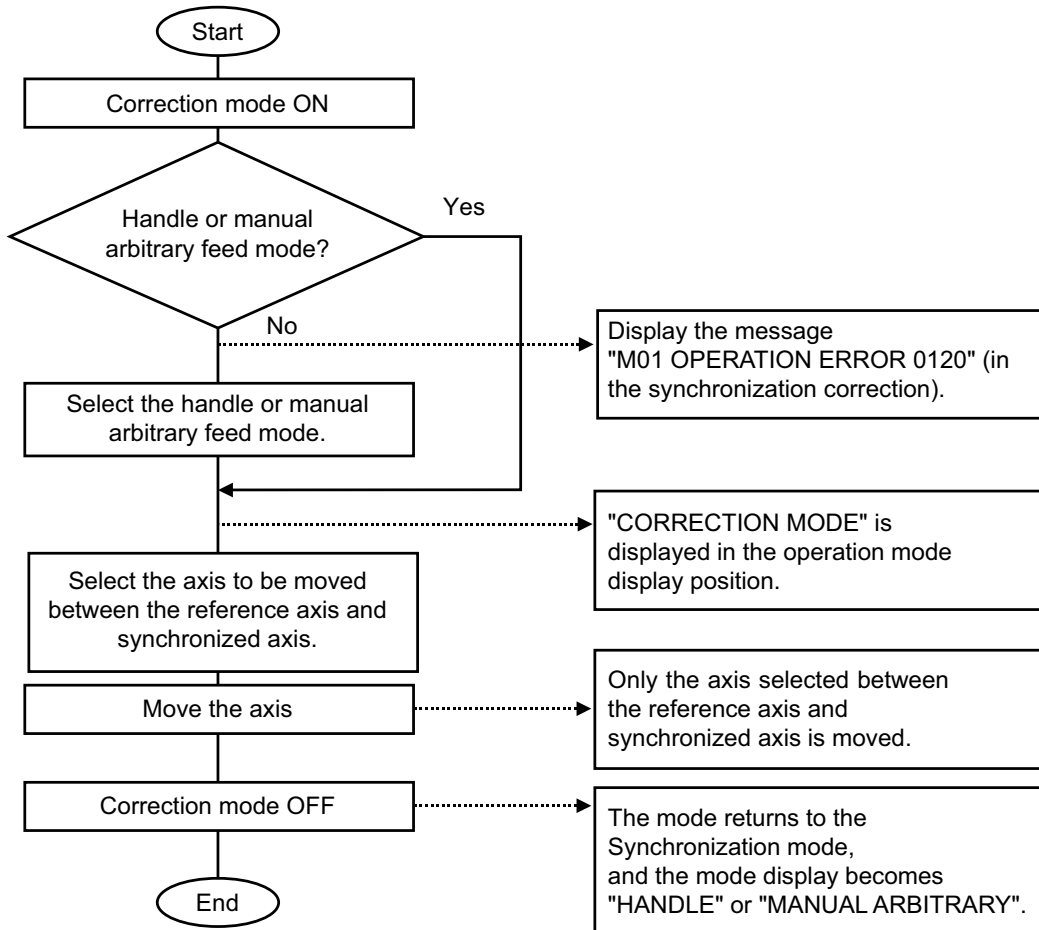 Start
Correction mode ON
Handle or manual
arbitrary feed mode?
Yes
No
Display the message
"M01 OPERATION ERROR 0120" (in
the synchronization correction).
Select the handle or manual
arbitrary feed mode.
"CORRECTION MODE" is
displayed in the operation mode
display position.
Select the axis to be moved
between the reference axis and
synchronized axis.
Move the axis
Only the axis selected between
the reference axis and
synchronized axis is moved.
Correction mode OFF
The mode returns to the
Synchronization mode,
and the mode display becomes
"HANDLE" or "MANUAL ARBITRARY".
End